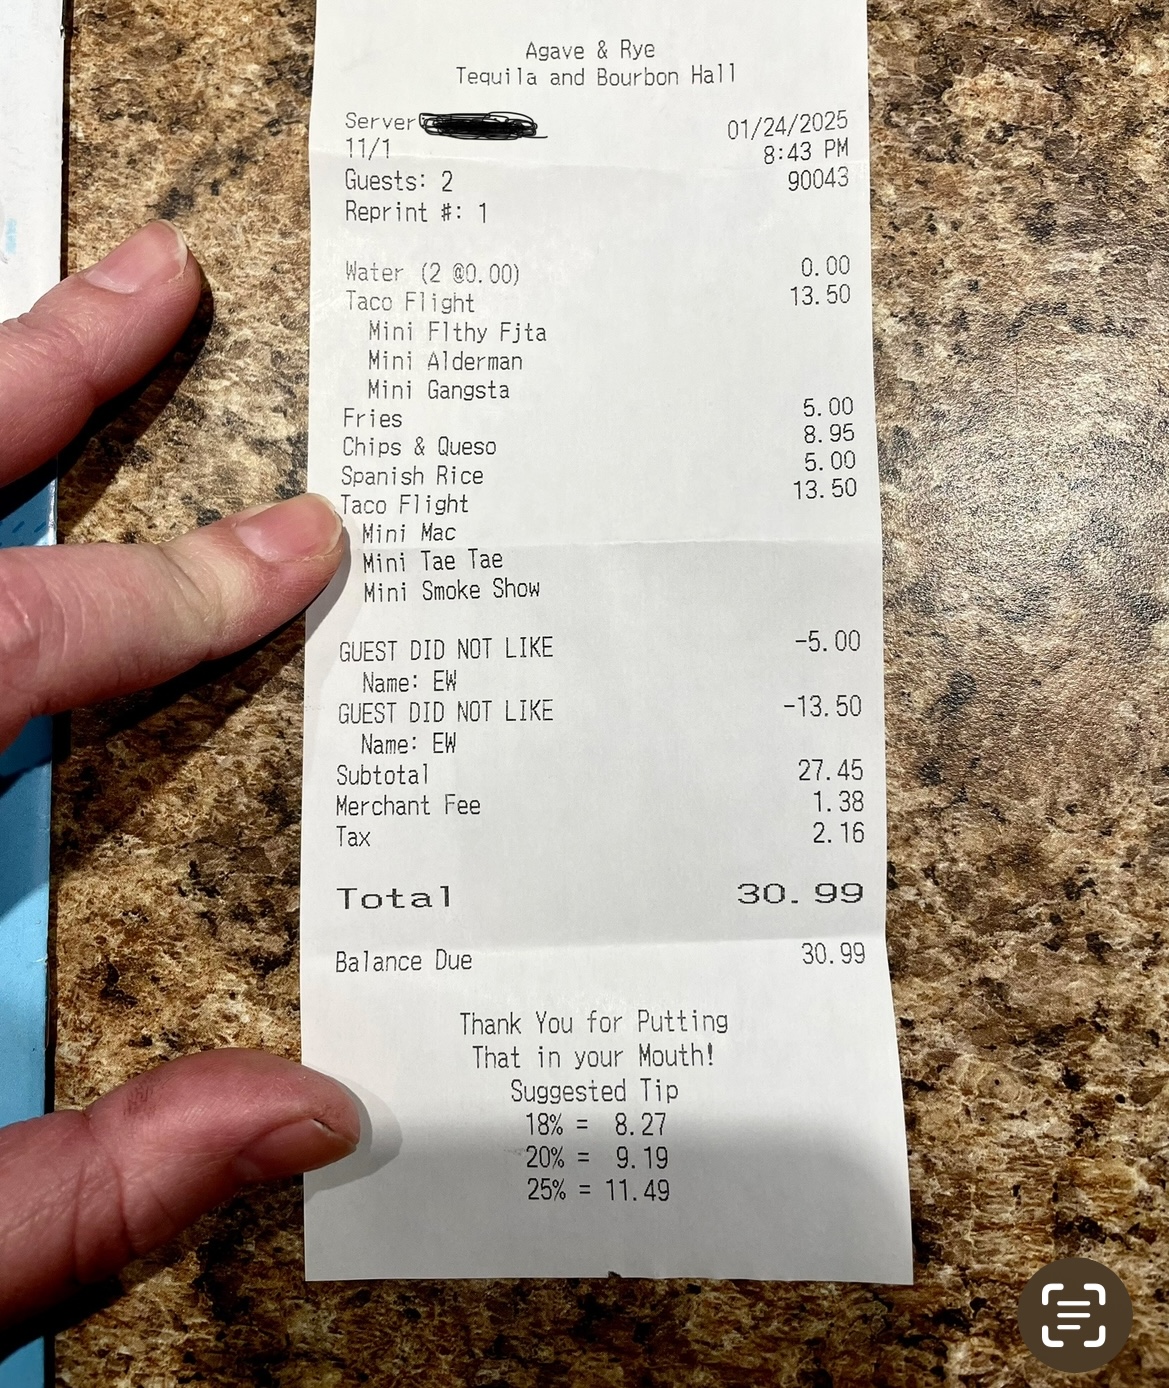 Agave & Rye
Tequila and Bourbon Hall
Server 01/24/2025
11/1 8:43 PM
Guests: 2 90043
Reprint #: 1
Water (2 @0.00) 0.00
Taco Flight 13.50
Mini Flthy Fjta
Mini Alderman
Mini Gangsta
Fries 5.00
Chips & Queso 8.95
Spanish Rice 5.00
Taco Flight 13.50
Mini Mac
Mini Tae Tae
Mini Smoke Show
GUEST DID NOT LIKE -5.00
Name: EW
GUEST DID NOT LIKE -13.50
Name: EW
Subtotal 27.45
Merchant Fee 1.38
Tax 2.16
Total 30.99
Balance Due 30.99
Thank You for Putting
That in your Mouth!
Suggested Tip
18% = 8.27
20% = 9.19
25% = 11.49